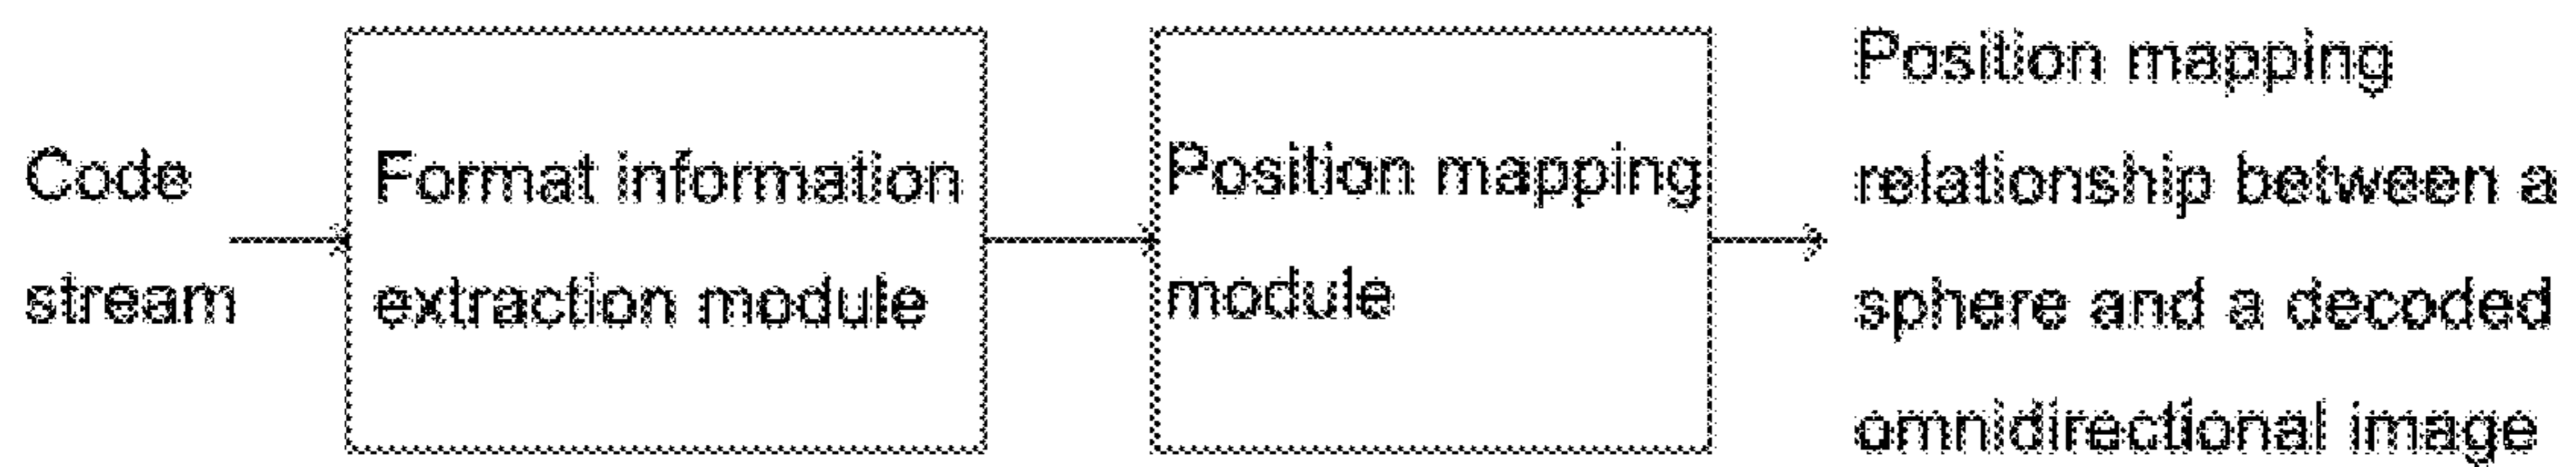 Code
stream
Format information
extraction module
Position mapping
module
Position mapping
relationship between a
sphere and a decoded
omnidirectional image